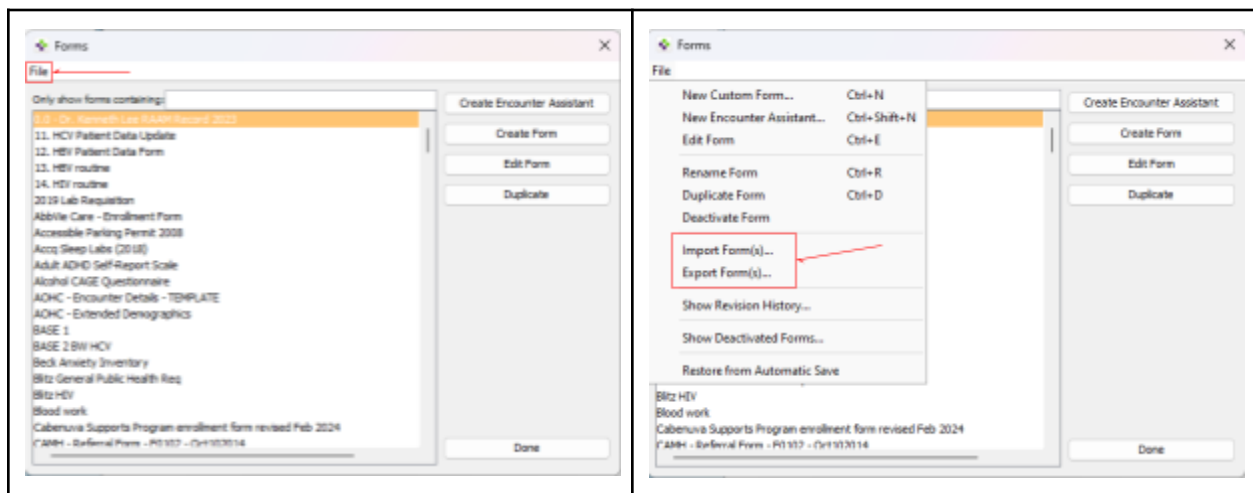 Forms
File
Only show forms containing:
1.0 - Dr. Kenneth Lee RAAM Record 2023
11. HCV Patient Data Update
12. HBV Patient Data Form
13. HBV routine
14. HIV routine
2019 Lab Requisition
AbbVie Care - Enrollment Form
Accessible Parking Permit 2008
Accq Sleep Labs (2018)
Adult ADHD Self-Report Scale
Alcohol CAGE Questionnaire
AOHC - Encounter Details - TEMPLATE
AOHC - Extended Demographics
BASE 1
BASE 2 BW HCV
Beck Anxiety Inventory
Blitz General Public Health Req
Blitz HIV
Blood work
Cabenuva Supports Program enrollment form revised Feb 2024
CAMH - Referral Form - F0102 - Oct102014
Create Encounter Assistant
Create Form
Edit Form
Duplicate
Done
Forms
File
New Custom Form... Ctrl+N
New Encounter Assistant... Ctrl+Shift+N
Edit Form Ctrl+E
Rename Form Ctrl+R
Duplicate Form Ctrl+D
Deactivate Form
Import Form(s)...
Export Form(s)...
Show Revision History...
Show Deactivated Forms...
Restore from Automatic Save
Blitz HIV
Blood work
Cabenuva Supports Program enrollment form revised Feb 2024
CAMH - Referral Form - F0102 - Oct102014
Create Encounter Assistant
Create Form
Edit Form
Duplicate
Done